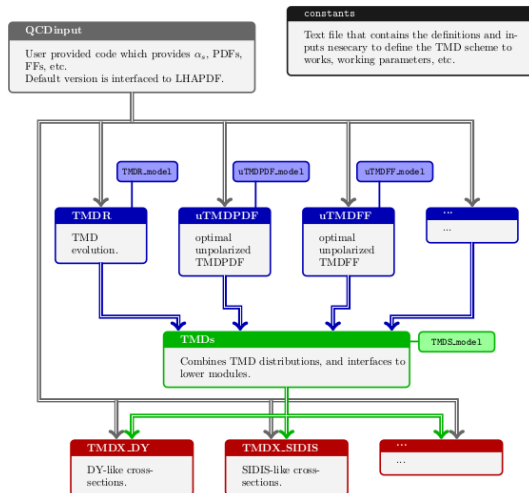 QCDinput
User provided code which provides αs, PDFs,
FFs, etc.
Default version is interfaced to LHAPDF.
constants
Text file that contains the definitions and in-
puts nesecary to define the TMD scheme to
works, working parameters, etc.
TMDR_model
uTMDPDF_model
uTMDFF_model
TMDR
TMD
evolution.
uTMDPDF
optimal
unpolarized
TMDPDF
uTMDFF
optimal
unpolarized
TMDFF
...
...
TMDs
Combines TMD distributions, and interfaces to
lower modules.
TMDS_model
TMDX_DY
DY-like cross-
sections.
TMDX_SIDIS
SIDIS-like cross-
sections.
...
...